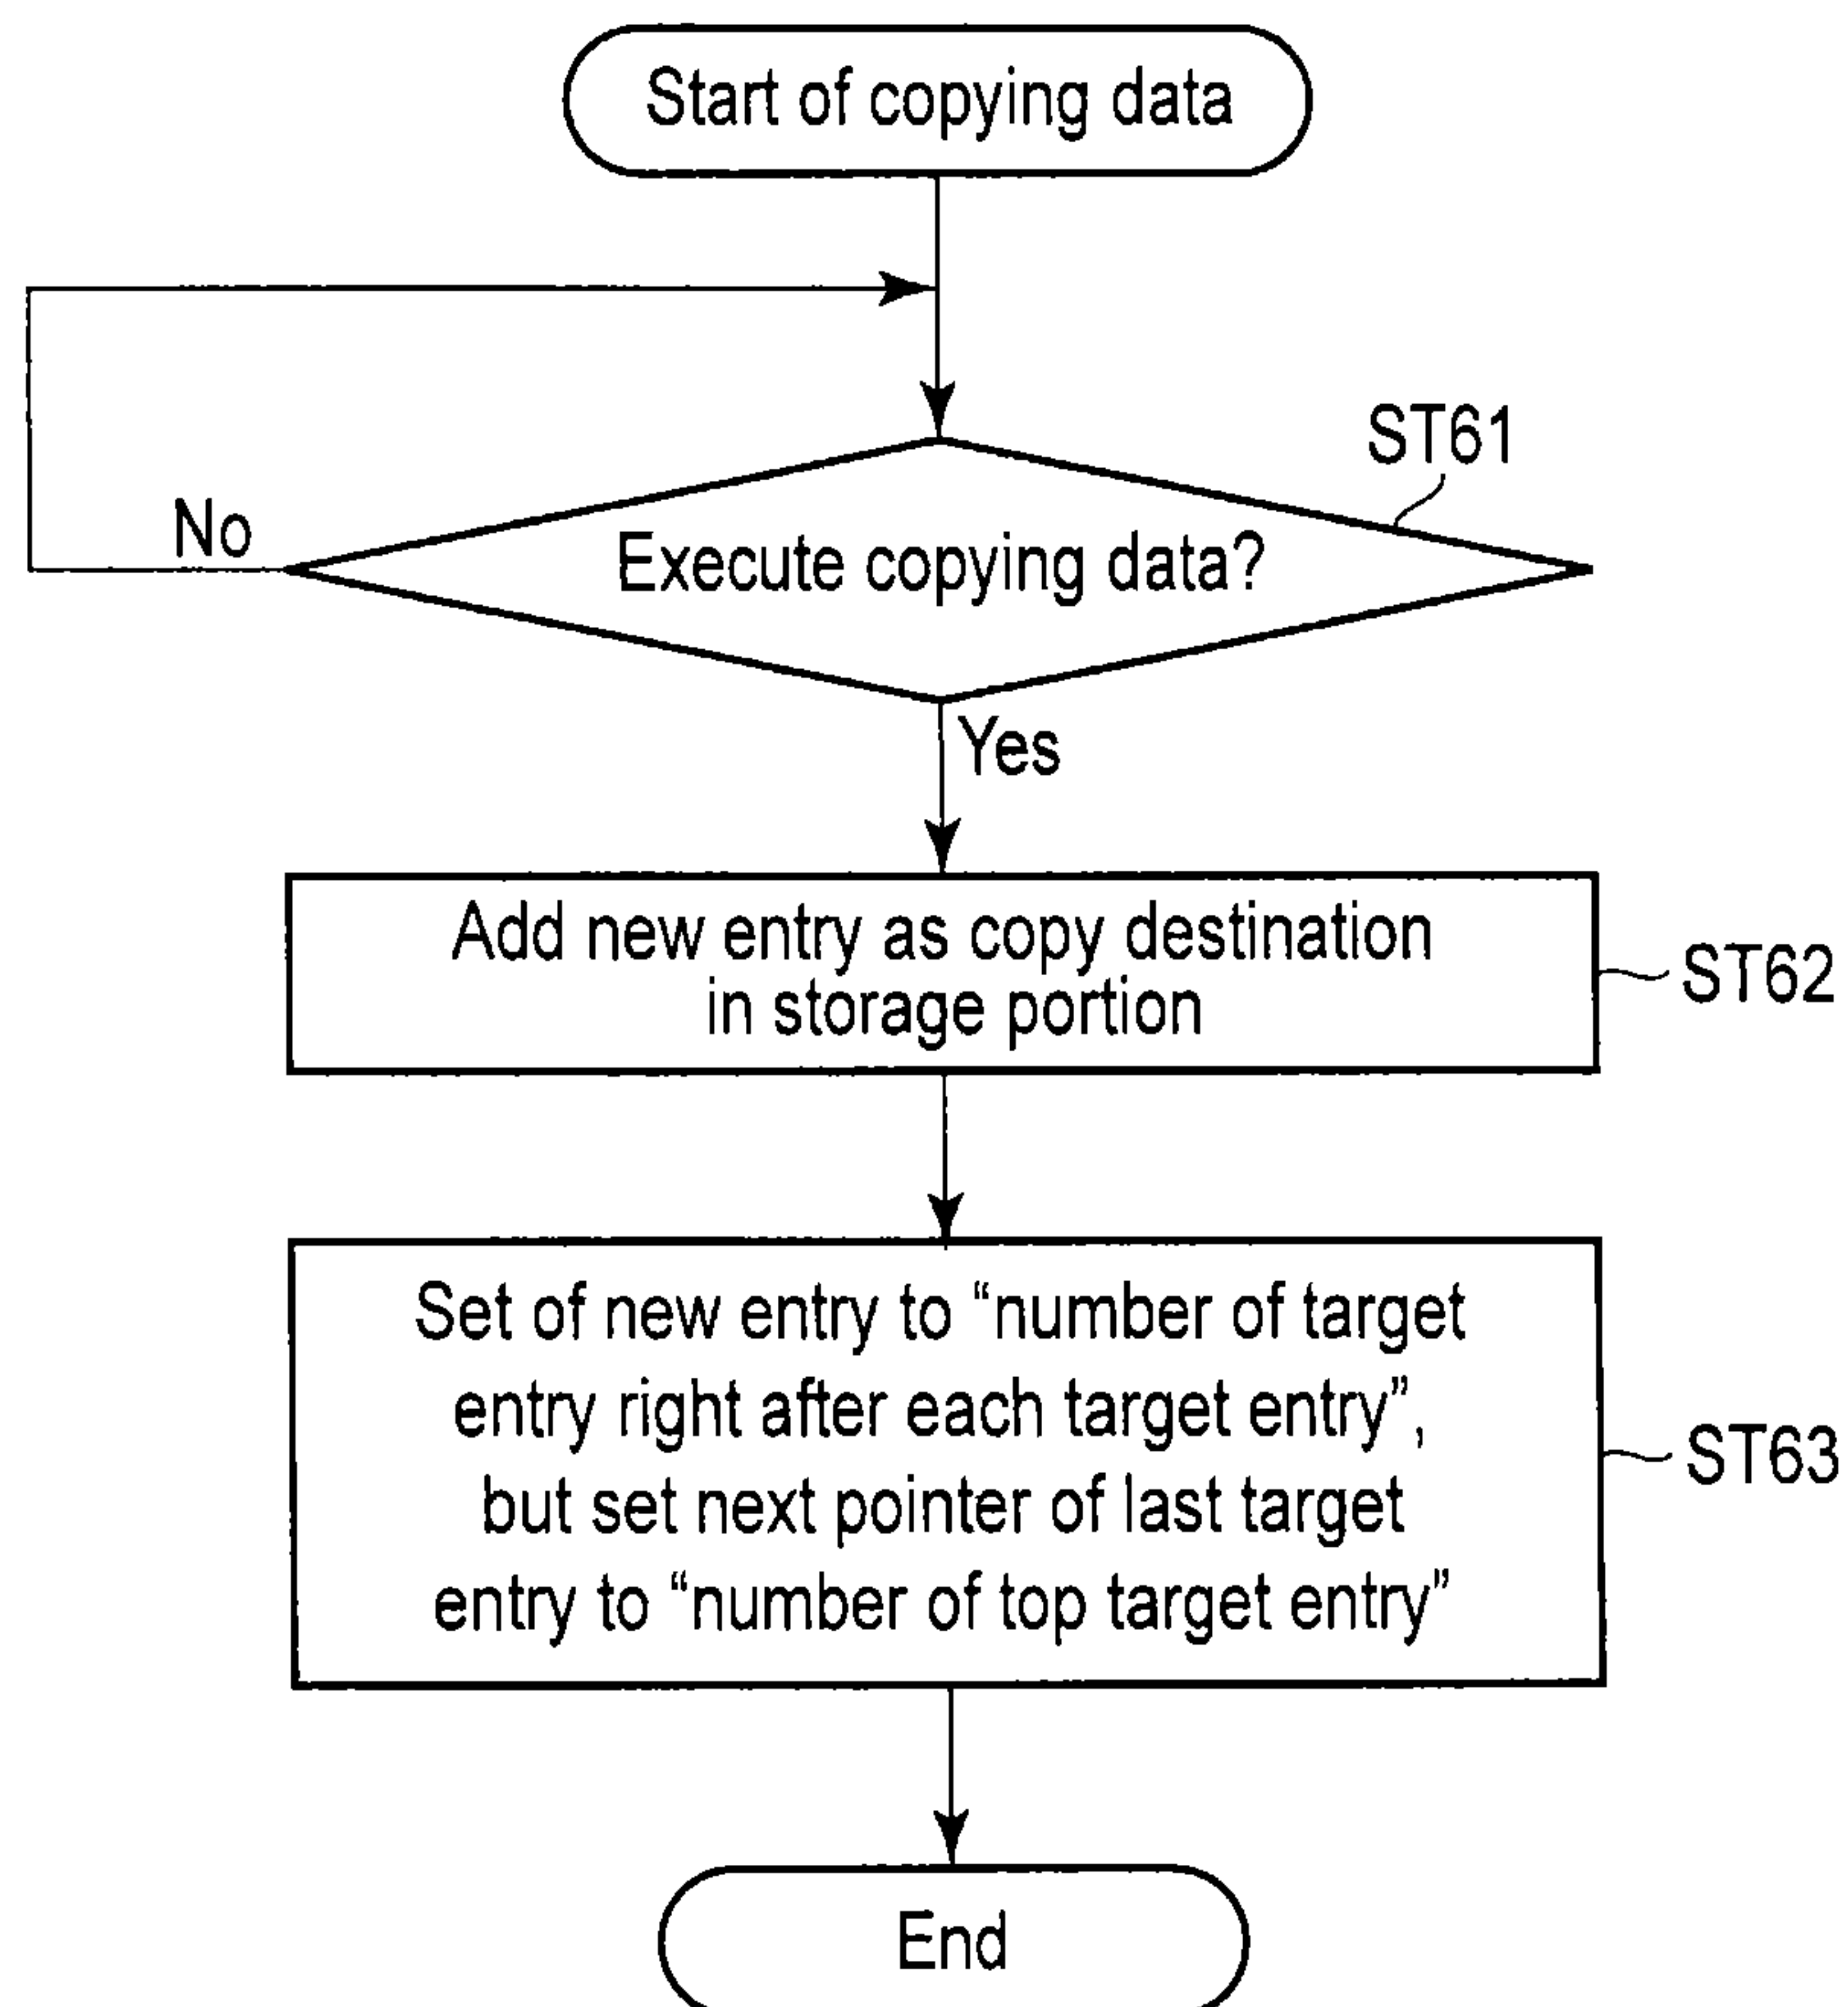 Start of copying data
ST61
No
Execute copying data?
Yes
Add new entry as copy destination
in storage portion
ST62
Set of new entry to “number of target
entry right after each target entry”,
but set next pointer of last target
entry to “number of top target entry”
ST63
End